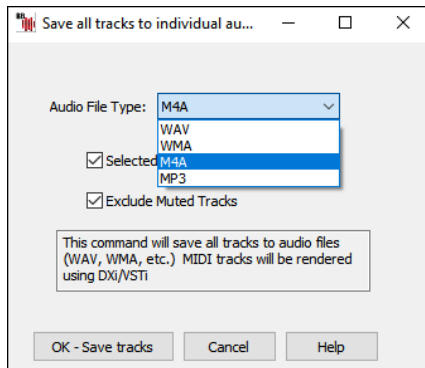 Save all tracks to individual au...
Audio File Type: M4A
WAV
WMA
Selected M4A
MP3
Exclude Muted Tracks
This command will save all tracks to audio files
(WAV, WMA, etc.) MIDI tracks will be rendered
using DXi/VSTi
OK - Save tracks Cancel Help